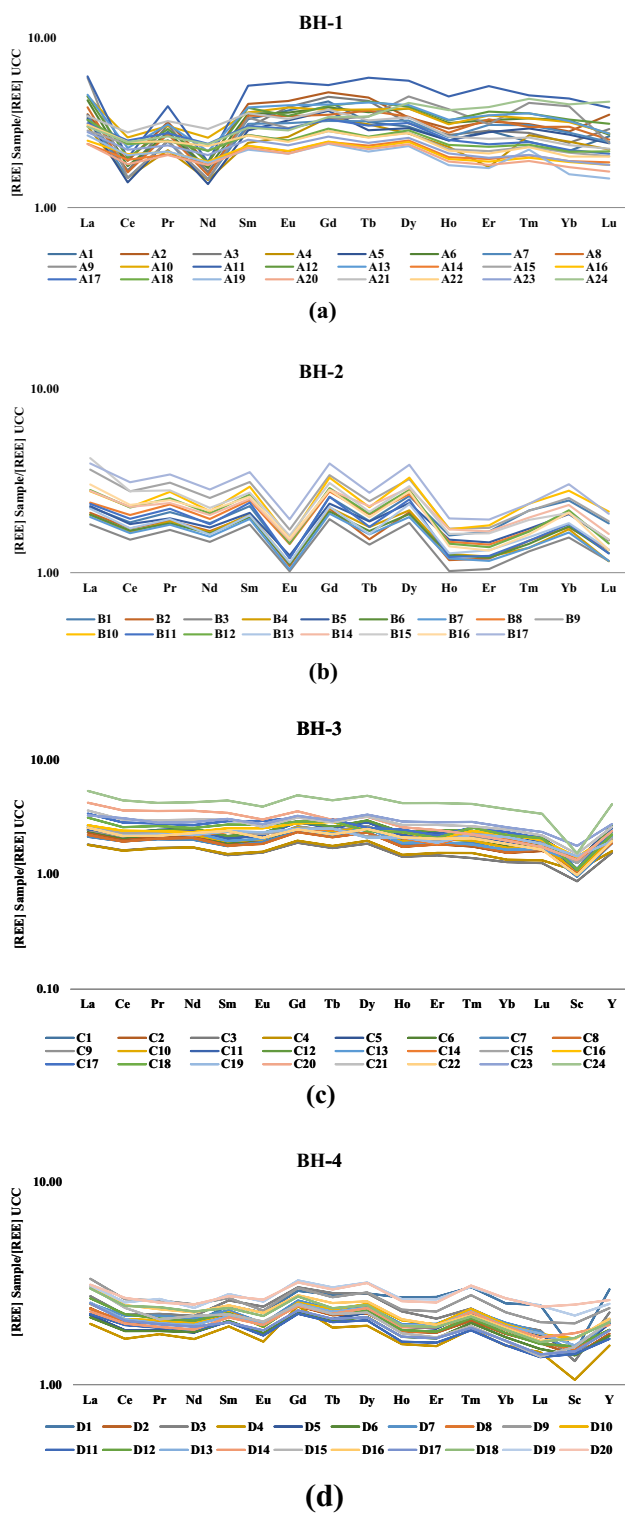 BH-1
[REE] Sample/[REE] UCC
10.00
1.00
La Ce Pr Nd Sm Eu Gd Tb Dy Ho Er Tm Yb Lu
A1 A2 A3 A4 A5 A6 A7 A8
A9 A10 A11 A12 A13 A14 A15 A16
A17 A18 A19 A20 A21 A22 A23 A24
(a)
BH-2
[REE] Sample/[REE] UCC
10.00
1.00
La Ce Pr Nd Sm Eu Gd Tb Dy Ho Er Tm Yb Lu
B1 B2 B3 B4 B5 B6 B7 B8 B9
B10 B11 B12 B13 B14 B15 B16 B17
(b)
BH-3
[REE] Sample/[REE] UCC
10.00
1.00
0.10
La Ce Pr Nd Sm Eu Gd Tb Dy Ho Er Tm Yb Lu Sc Y
C1 C2 C3 C4 C5 C6 C7 C8
C9 C10 C11 C12 C13 C14 C15 C16
C17 C18 C19 C20 C21 C22 C23 C24
(c)
BH-4
[REE] Sample/[REE] UCC
10.00
1.00
La Ce Pr Nd Sm Eu Gd Tb Dy Ho Er Tm Yb Lu Sc Y
D1 D2 D3 D4 D5 D6 D7 D8 D9 D10
D11 D12 D13 D14 D15 D16 D17 D18 D19 D20
(d)